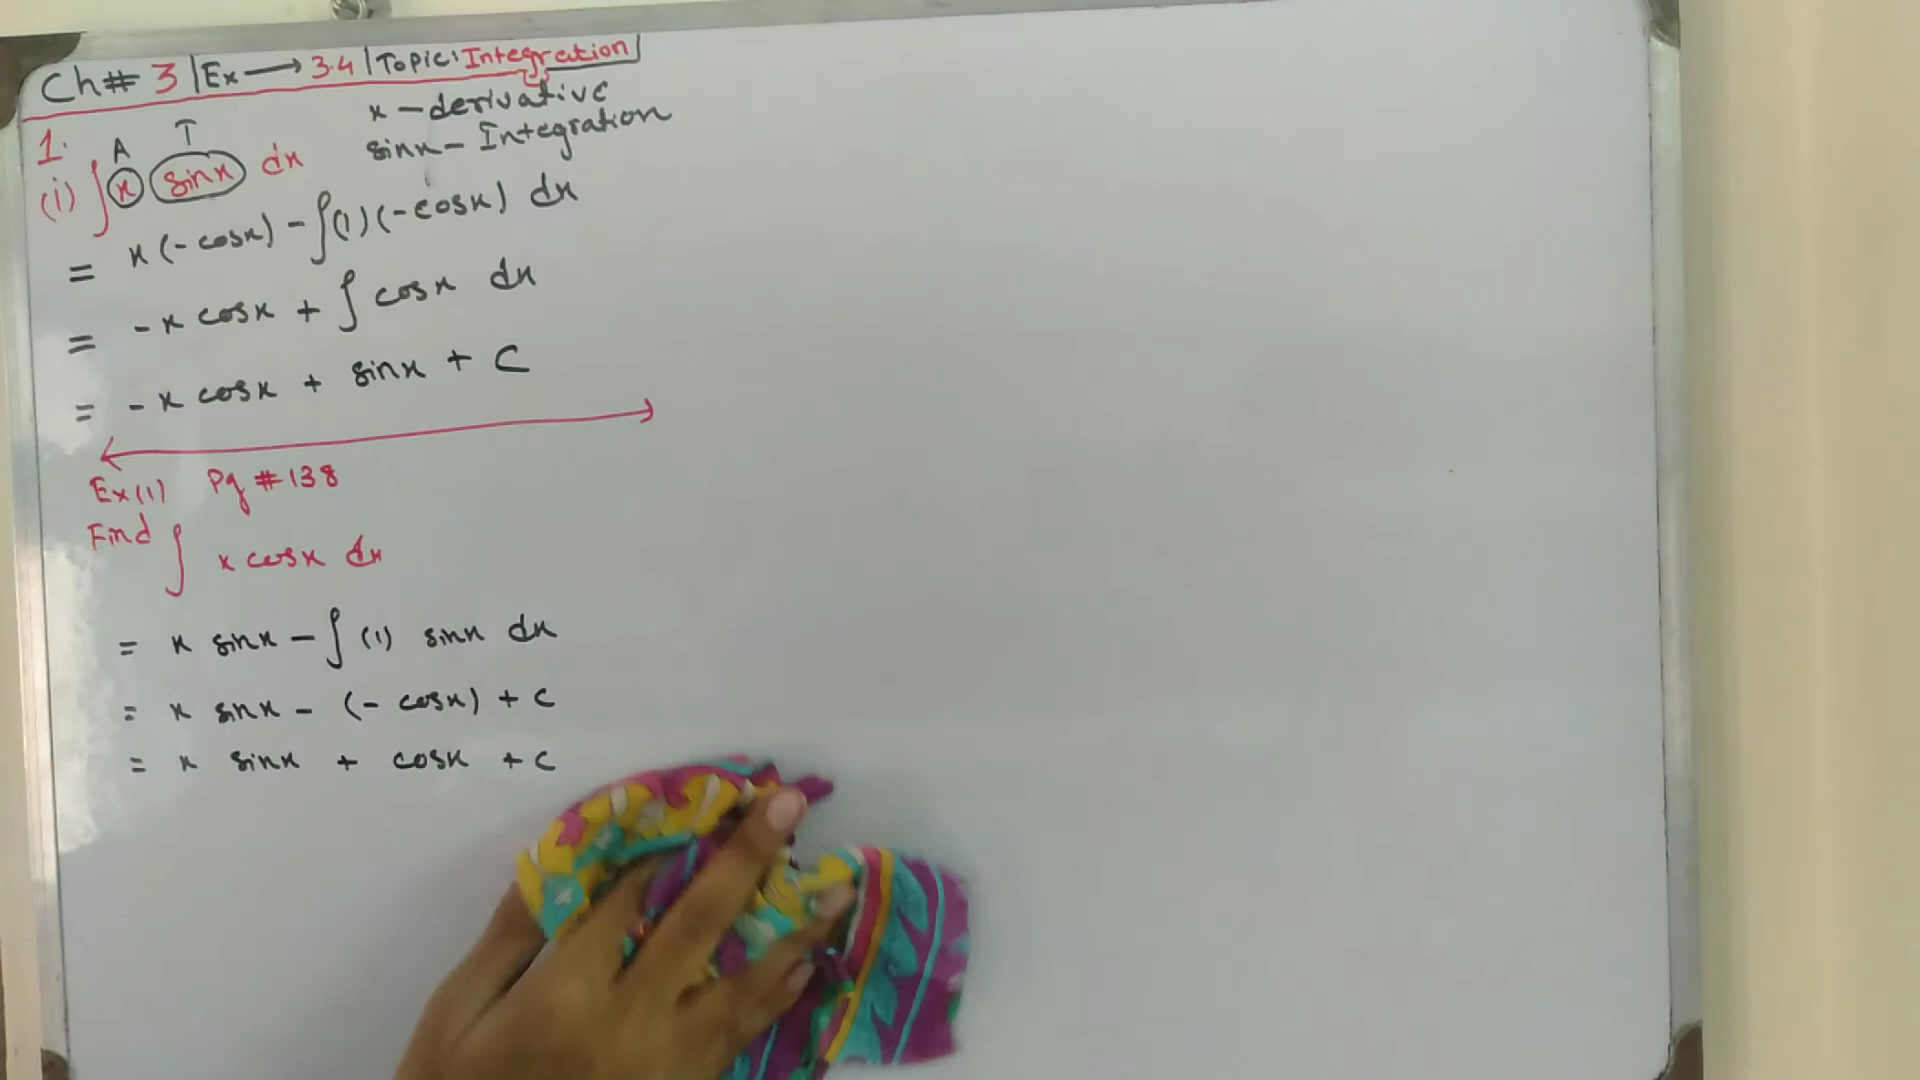 Ch# 3 | Ex → 3.4 | Topic: Integration
x - derivative
sinx - Integration
1.
A T
(i) ∫ x sinx dx
= x(-cosx) - ∫(1)(-cosx) dx
= -x cosx + ∫ cosx dx
= -x cosx + sinx + C
Ex(1) Pg #138
Find ∫ x cosx dx
= x sinx - ∫ (1) sinx dx
= x sinx - (- cosx) + c
= x sinx + cosx + c